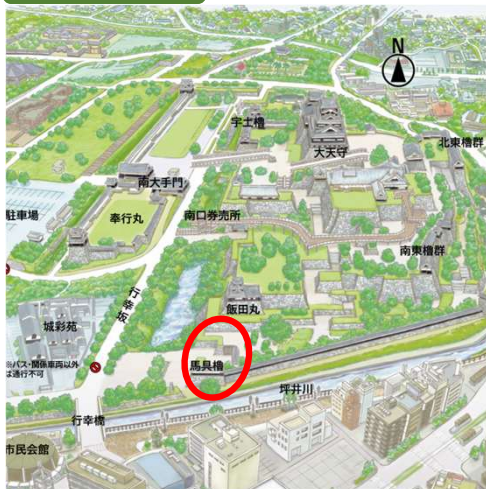 N
宇土櫓
大天守
北東櫓群
南大手門
駐車場
奉行丸
南口券売所
南東櫓群
行幸坂
飯田丸
城彩苑
※バス・関係車両以外
は通行不可
馬具櫓
坪井川
行幸橋
市民会館